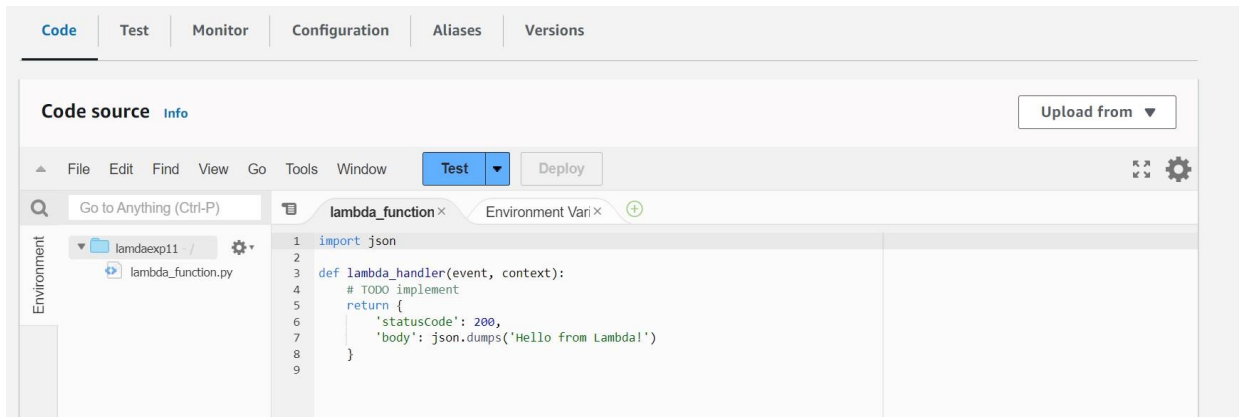 Code Test Monitor Configuration Aliases Versions
Code source Info
Upload from
File Edit Find View Go Tools Window Test Deploy
Go to Anything (Ctrl-P)
lambda_function × Environment Vari ×
Environment
lamdaexp11 - /
lambda_function.py
1 import json
2
3 def lambda_handler(event, context):
4     # TODO implement
5     return {
6         'statusCode': 200,
7         'body': json.dumps('Hello from Lambda!')
8     }
9